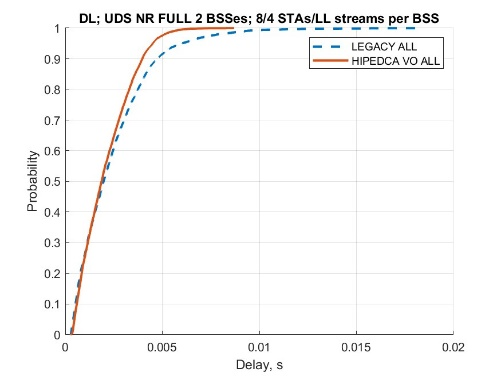 DL; UDS NR FULL 2 BSSes; 8/4 STAs/LL streams per BSS
LEGACY ALL
HIPEDCA VO ALL
Probability
1
0.9
0.8
0.7
0.6
0.5
0.4
0.3
0.2
0.1
0
0 0.005 0.01 0.015 0.02
Delay, s